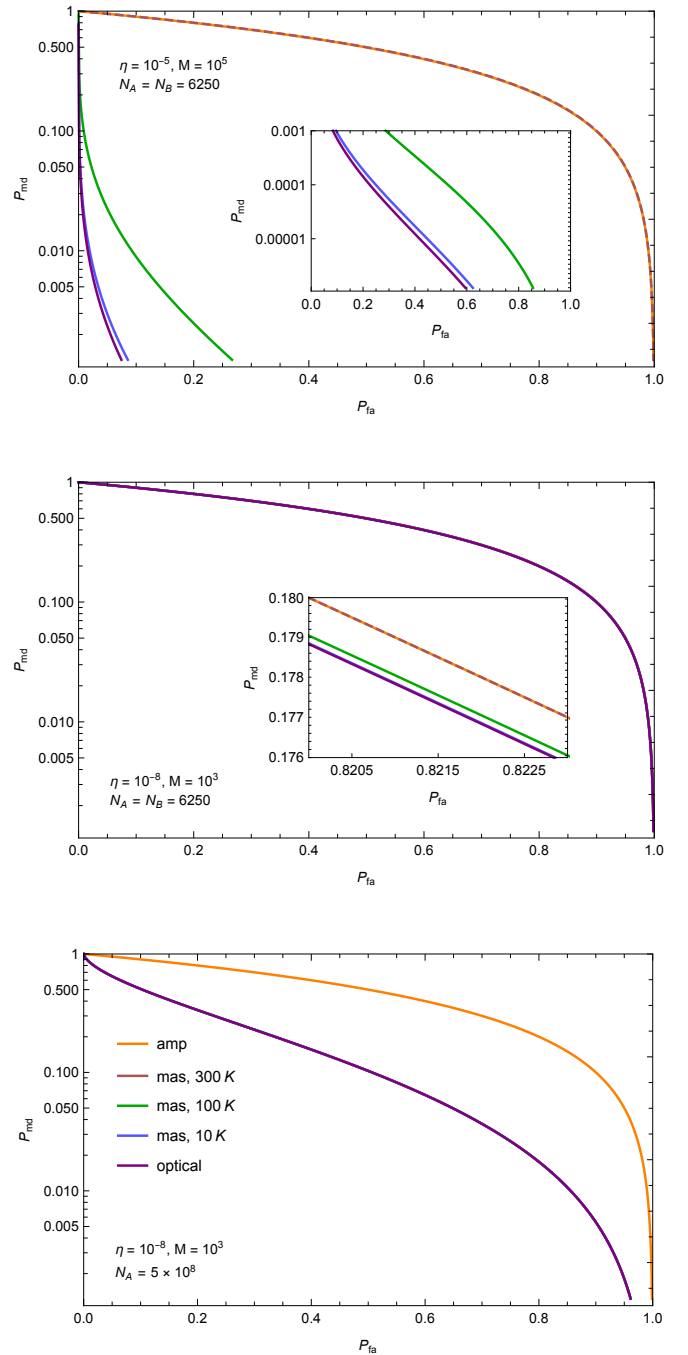 1
0.500
0.100
0.050
0.010
0.005
P_md
η = 10⁻⁵, M = 10⁵
N_A = N_B = 6250
0.001
0.0001
0.00001
P_md
0.0 0.2 0.4 0.6 0.8 1.0
P_fa
0.0 0.2 0.4 0.6 0.8 1.0
P_fa
1
0.500
0.100
0.050
0.010
0.005
P_md
0.180
0.179
0.178
0.177
0.176
P_md
0.8205 0.8215 0.8225
P_fa
η = 10⁻⁸, M = 10³
N_A = N_B = 6250
0.0 0.2 0.4 0.6 0.8 1.0
P_fa
1
0.500
0.100
0.050
0.010
0.005
P_md
amp
mas, 300 K
mas, 100 K
mas, 10 K
optical
η = 10⁻⁸, M = 10³
N_A = 5 × 10⁸
0.0 0.2 0.4 0.6 0.8 1.0
P_fa